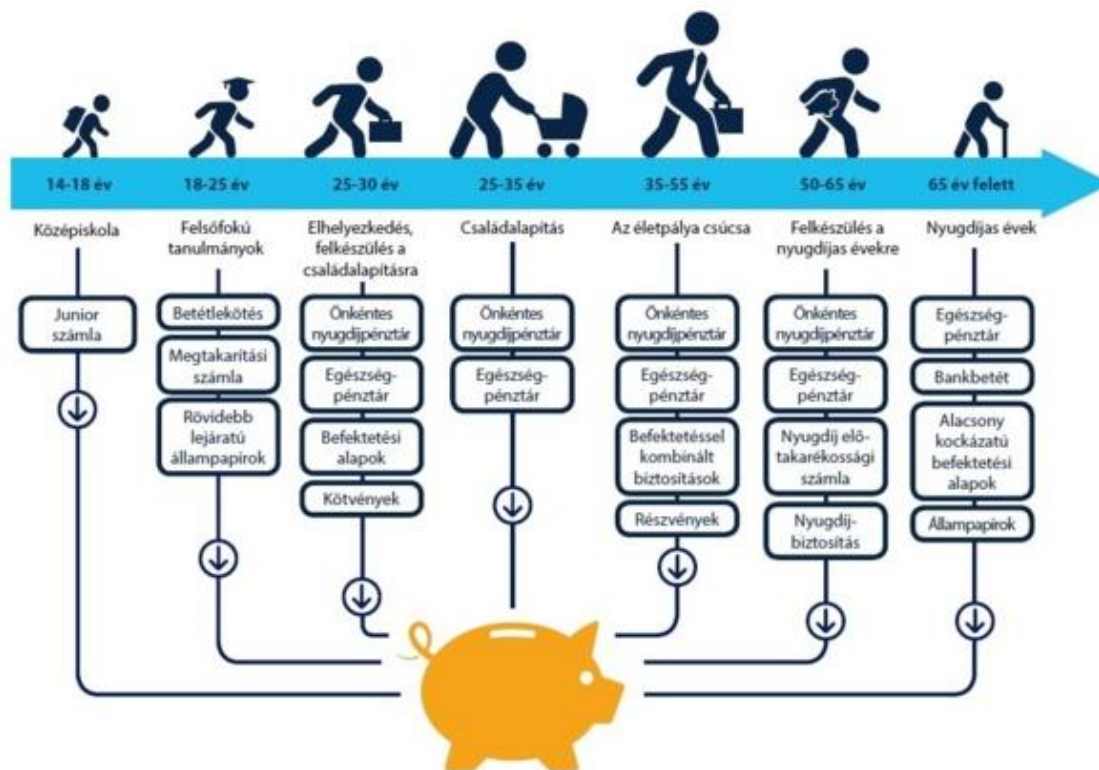 14-18 év
18-25 év
25-30 év
25-35 év
35-55 év
50-65 év
65 év felett
Középiskola
Felsőfokú
tanulmányok
Elhelyezkedés,
felkészülés a
családalapításra
Családalapítás
Az életpálya csúcsa
Felkészülés a
nyugdíjas évekre
Nyugdíjas évek
Junior
számla
Betétlekötés
Megtakarítási
számla
Rövidebb
lejáratú
állampapírok
Önkéntes
nyugdíjpénztár
Egészség-
pénztár
Befektetési
alapok
Kötvények
Önkéntes
nyugdíjpénztár
Egészség-
pénztár
Önkéntes
nyugdíjpénztár
Egészség-
pénztár
Befektetéssel
kombinált
biztosítások
Részvények
Önkéntes
nyugdíjpénztár
Egészség-
pénztár
Nyugdíj elő-
takarékossági
számla
Nyugdíj-
biztosítás
Egészség-
pénztár
Bankbetét
Alacsony
kockázatú
befektetési
alapok
Állampapírok